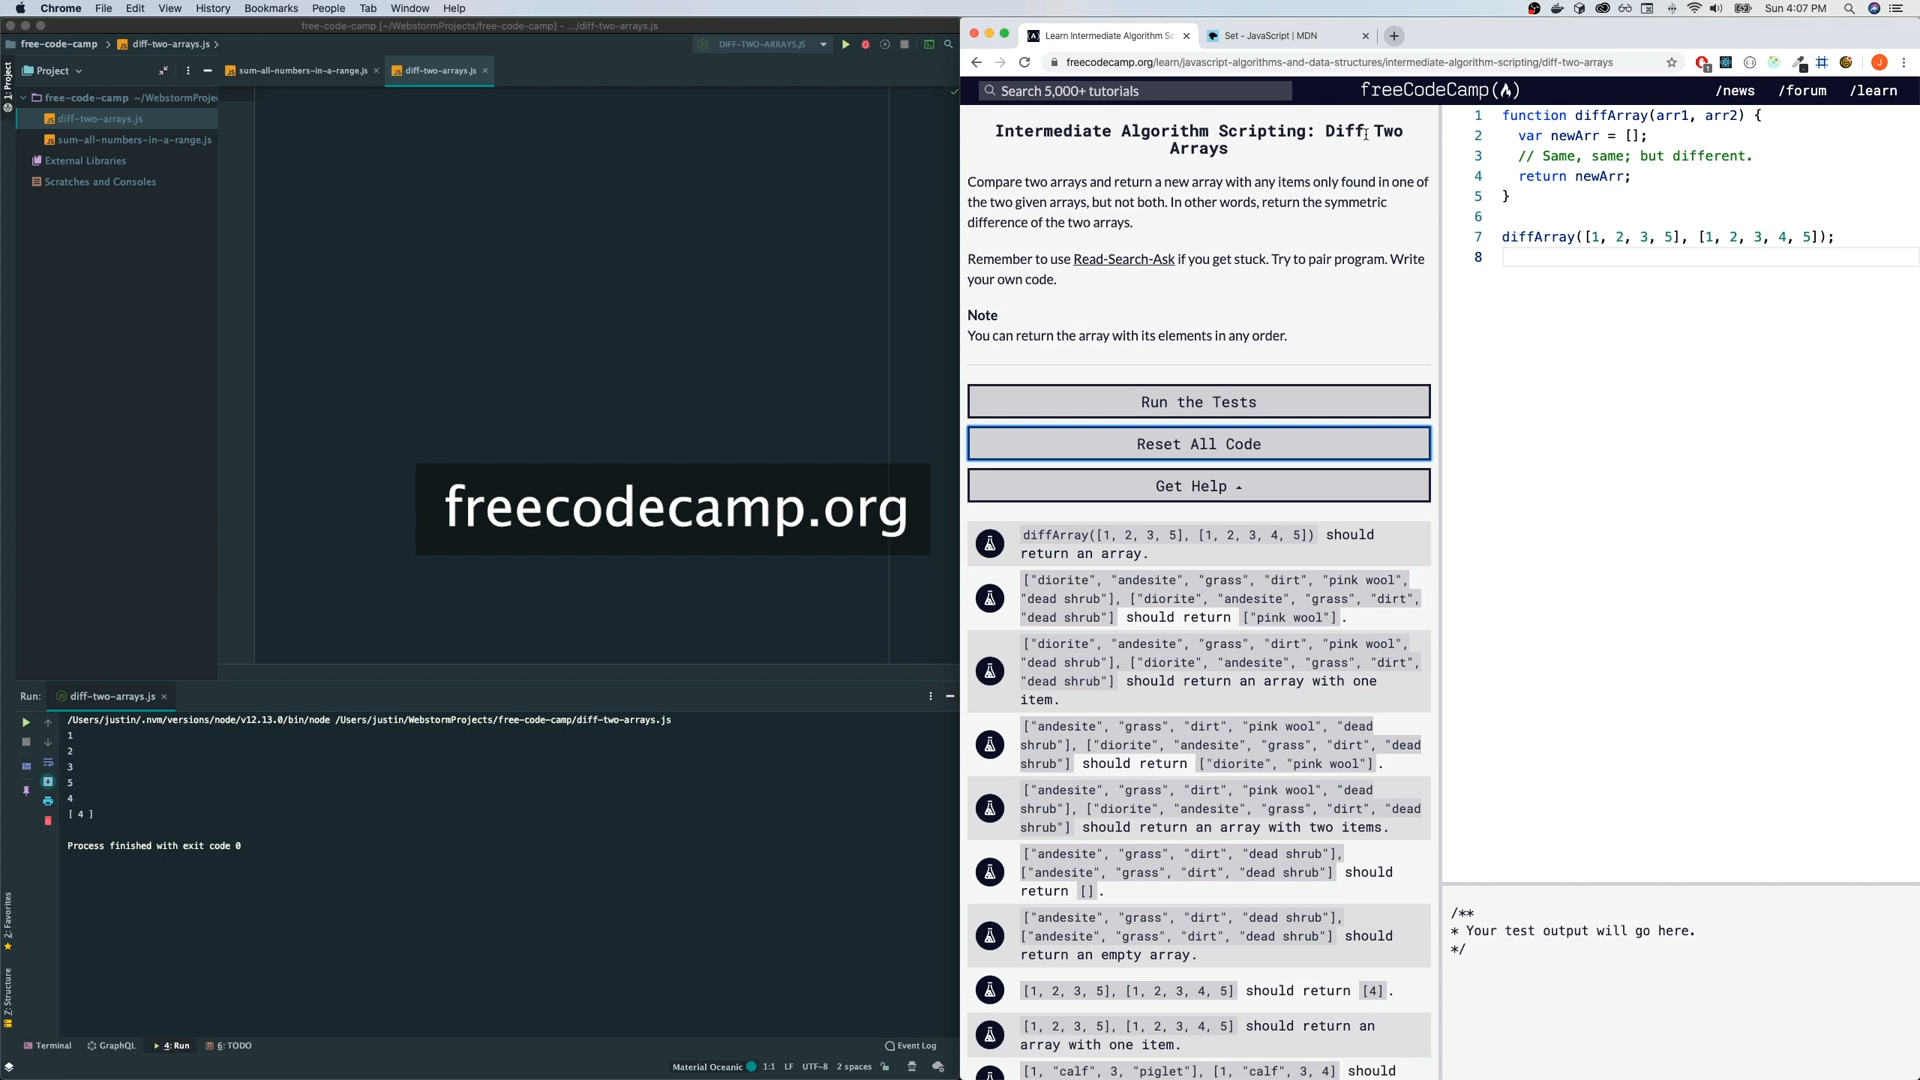 Chrome File Edit View History Bookmarks People Tab Window Help
Sun 4:07 PM
free-code-camp [~/WebstormProjects/free-code-camp] - .../diff-two-arrays.js
free-code-camp diff-two-arrays.js
DIFF-TWO-ARRAYS.JS
Project
sum-all-numbers-in-a-range.js
diff-two-arrays.js
1: Project
free-code-camp ~/WebstormProje
diff-two-arrays.js
sum-all-numbers-in-a-range.js
External Libraries
Scratches and Consoles
freecodecamp.org
Run: diff-two-arrays.js
/Users/justin/.nvm/versions/node/v12.13.0/bin/node /Users/justin/WebstormProjects/free-code-camp/diff-two-arrays.js
1
2
3
5
4
[ 4 ]
Process finished with exit code 0
2: Favorites
Z: Structure
Terminal GraphQL 4: Run 6: TODO
Event Log
Material Oceanic 1:1 LF UTF-8 2 spaces
Learn Intermediate Algorithm Sc
Set - JavaScript | MDN
freecodecamp.org/learn/javascript-algorithms-and-data-structures/intermediate-algorithm-scripting/diff-two-arrays
Search 5,000+ tutorials
freeCodeCamp
/news /forum /learn
Intermediate Algorithm Scripting: Diff Two
Arrays
Compare two arrays and return a new array with any items only found in one of
the two given arrays, but not both. In other words, return the symmetric
difference of the two arrays.
Remember to use Read-Search-Ask if you get stuck. Try to pair program. Write
your own code.
Note
You can return the array with its elements in any order.
Run the Tests
Reset All Code
Get Help
diffArray([1, 2, 3, 5], [1, 2, 3, 4, 5]) should
return an array.
["diorite", "andesite", "grass", "dirt", "pink wool",
"dead shrub"], ["diorite", "andesite", "grass", "dirt",
"dead shrub"] should return ["pink wool"].
["diorite", "andesite", "grass", "dirt", "pink wool",
"dead shrub"], ["diorite", "andesite", "grass", "dirt",
"dead shrub"] should return an array with one
item.
["andesite", "grass", "dirt", "pink wool", "dead
shrub"], ["diorite", "andesite", "grass", "dirt", "dead
shrub"] should return ["diorite", "pink wool"].
["andesite", "grass", "dirt", "pink wool", "dead
shrub"], ["diorite", "andesite", "grass", "dirt", "dead
shrub"] should return an array with two items.
["andesite", "grass", "dirt", "dead shrub"],
["andesite", "grass", "dirt", "dead shrub"] should
return [].
["andesite", "grass", "dirt", "dead shrub"],
["andesite", "grass", "dirt", "dead shrub"] should
return an empty array.
[1, 2, 3, 5], [1, 2, 3, 4, 5] should return [4].
[1, 2, 3, 5], [1, 2, 3, 4, 5] should return an
array with one item.
[1, "calf", 3, "piglet"], [1, "calf", 3, 4] should
1 function diffArray(arr1, arr2) {
2 var newArr = [];
3 // Same, same; but different.
4 return newArr;
5 }
6
7 diffArray([1, 2, 3, 5], [1, 2, 3, 4, 5]);
8
/**
* Your test output will go here.
*/